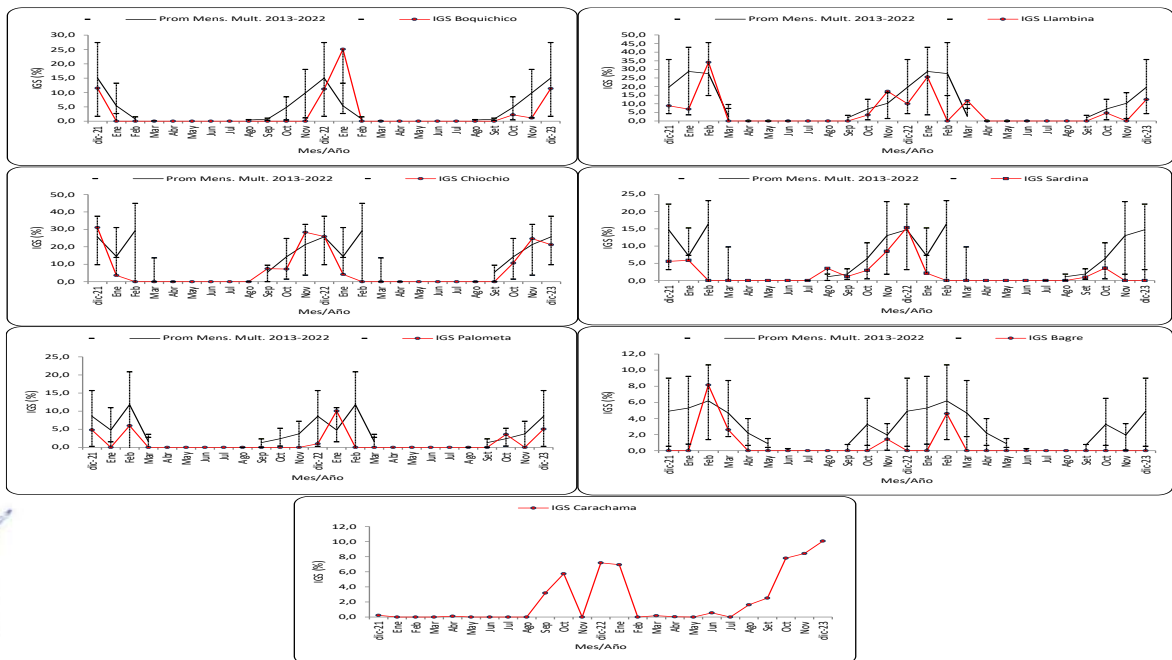 Prom Mens. Mult. 2013-2022 IGS Boquichico
30,0
25,0
20,0
15,0
10,0
5,0
0,0
IGS (%)
dic-21 Ene Feb Mar Abr May Jun Jul Ago Sep Oct Nov dic-22 Ene Feb Mar Abr May Jun Jul Ago Set Oct Nov dic-23
Mes/Año
Prom Mens. Mult. 2013-2022 IGS Llambina
50,0
45,0
40,0
35,0
30,0
25,0
20,0
15,0
10,0
5,0
0,0
IGS (%)
dic-21 Ene Feb Mar Abr May Jun Jul Ago Sep Oct Nov dic-22 Ene Feb Mar Abr May Jun Jul Ago Set Oct Nov dic-23
Mes/Año
Prom Mens. Mult. 2013-2022 IGS Chiochio
50,0
40,0
30,0
20,0
10,0
0,0
IGS (%)
dic-21 Ene Feb Mar Abr May Jun Jul Ago Sep Oct Nov dic-22 Ene Feb Mar Abr May Jun Jul Ago Set Oct Nov dic-23
Mes/Año
Prom Mens. Mult. 2013-2022 IGS Sardina
25,0
20,0
15,0
10,0
5,0
0,0
IGS (%)
dic-21 Ene Feb Mar Abr May Jun Jul Ago Sep Oct Nov dic-22 Ene Feb Mar Abr May Jun Jul Ago Set Oct Nov dic-23
Mes/Año
Prom Mens. Mult. 2013-2022 IGS Palometa
25,0
20,0
15,0
10,0
5,0
0,0
IGS (%)
dic-21 Ene Feb Mar Abr May Jun Jul Ago Sep Oct Nov dic-22 Ene Feb Mar Abr May Jun Jul Ago Set Oct Nov dic-23
Mes/Año
Prom Mens. Mult. 2013-2022 IGS Bagre
12,0
10,0
8,0
6,0
4,0
2,0
0,0
IGS (%)
dic-21 Ene Feb Mar Abr May Jun Jul Ago Sep Oct Nov dic-22 Ene Feb Mar Abr May Jun Jul Ago Set Oct Nov dic-23
Mes/Año
IGS Carachama
12,0
10,0
8,0
6,0
4,0
2,0
0,0
IGS (%)
dic-21 Ene Feb Mar Abr May Jun Jul Ago Sep Oct Nov dic-22 Ene Feb Mar Abr May Jun Jul Ago Set Oct Nov dic-23
Mes/Año